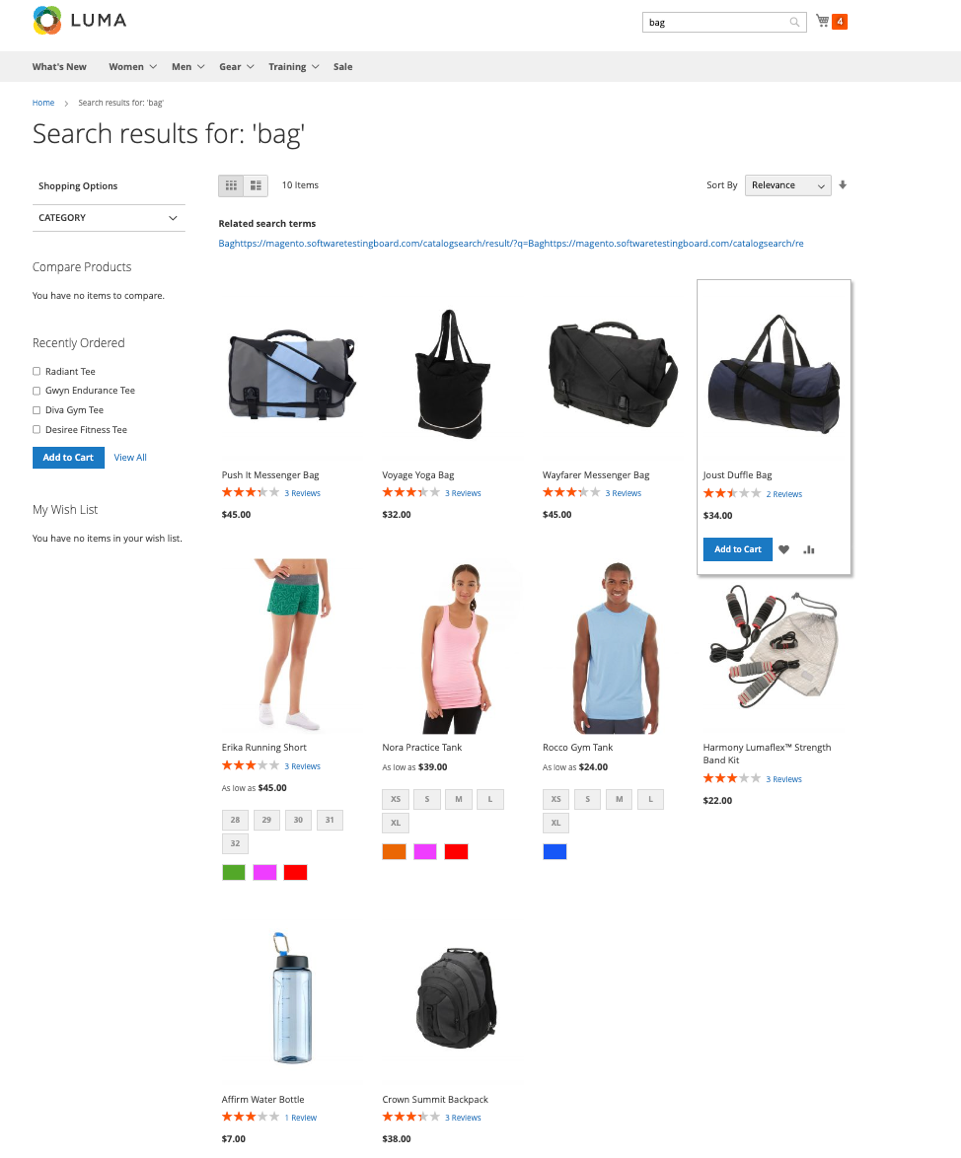 LUMA
bag
4
What's New Women Men Gear Training Sale
Home Search results for: 'bag'
Search results for: 'bag'
Shopping Options
CATEGORY
Compare Products
You have no items to compare.
Recently Ordered
Radiant Tee
Gwyn Endurance Tee
Diva Gym Tee
Desiree Fitness Tee
Add to Cart View All
My Wish List
You have no items in your wish list.
10 Items
Sort By Relevance
Related search terms
Baghttps://magento.softwaretestingboard.com/catalogsearch/result/?q=Baghttps://magento.softwaretestingboard.com/catalogsearch/re
Push It Messenger Bag
3 Reviews
$45.00
Voyage Yoga Bag
3 Reviews
$32.00
Wayfarer Messenger Bag
3 Reviews
$45.00
Joust Duffle Bag
2 Reviews
$34.00
Add to Cart
Erika Running Short
3 Reviews
As low as $45.00
28 29 30 31
32
Nora Practice Tank
As low as $39.00
XS S M L
XL
Rocco Gym Tank
As low as $24.00
XS S M L
XL
Harmony Lumaflex™ Strength
Band Kit
3 Reviews
$22.00
Affirm Water Bottle
1 Review
$7.00
Crown Summit Backpack
3 Reviews
$38.00